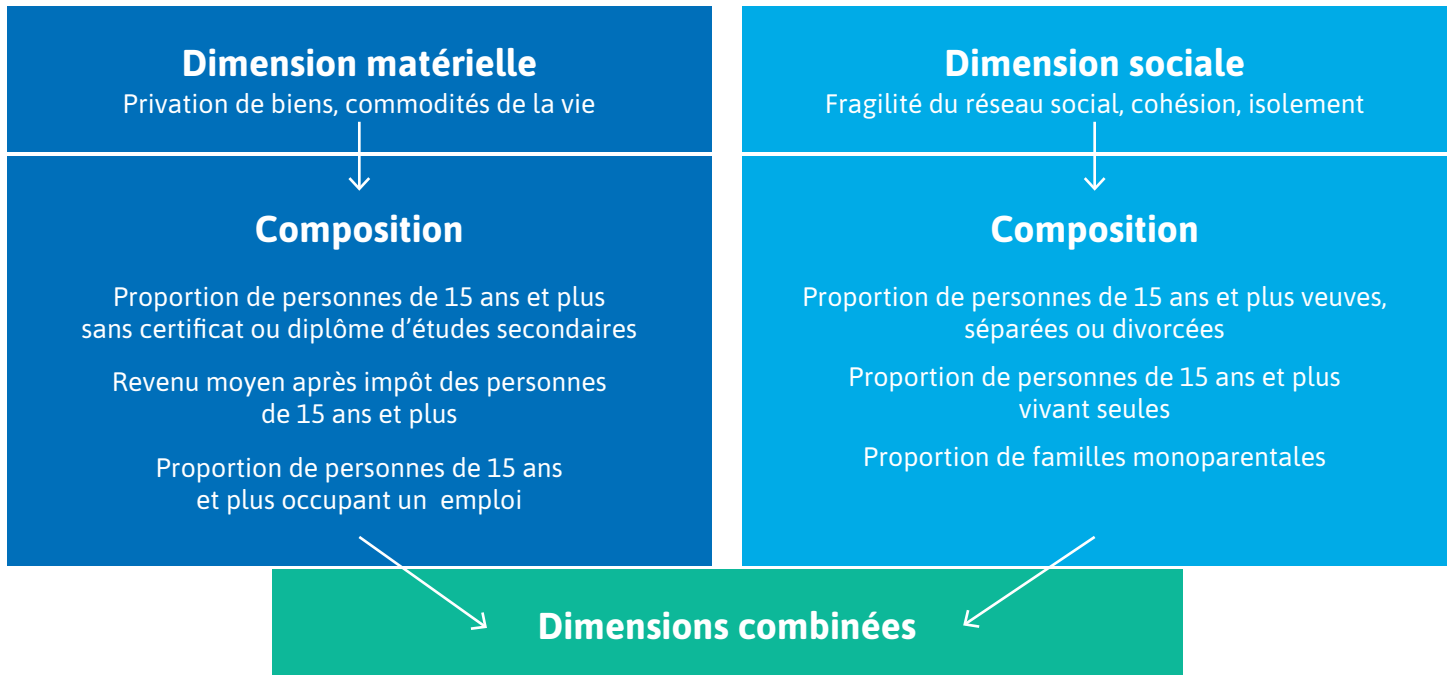 Dimension matérielle
Privation de biens, commodités de la vie
Composition
Proportion de personnes de 15 ans et plus
sans certificat ou diplôme d’études secondaires
Revenu moyen après impôt des personnes
de 15 ans et plus
Proportion de personnes de 15 ans
et plus occupant un  emploi
Dimension sociale
Fragilité du réseau social, cohésion, isolement
Composition
Proportion de personnes de 15 ans et plus veuves,
séparées ou divorcées
Proportion de personnes de 15 ans et plus
vivant seules
Proportion de familles monoparentales
Dimensions combinées